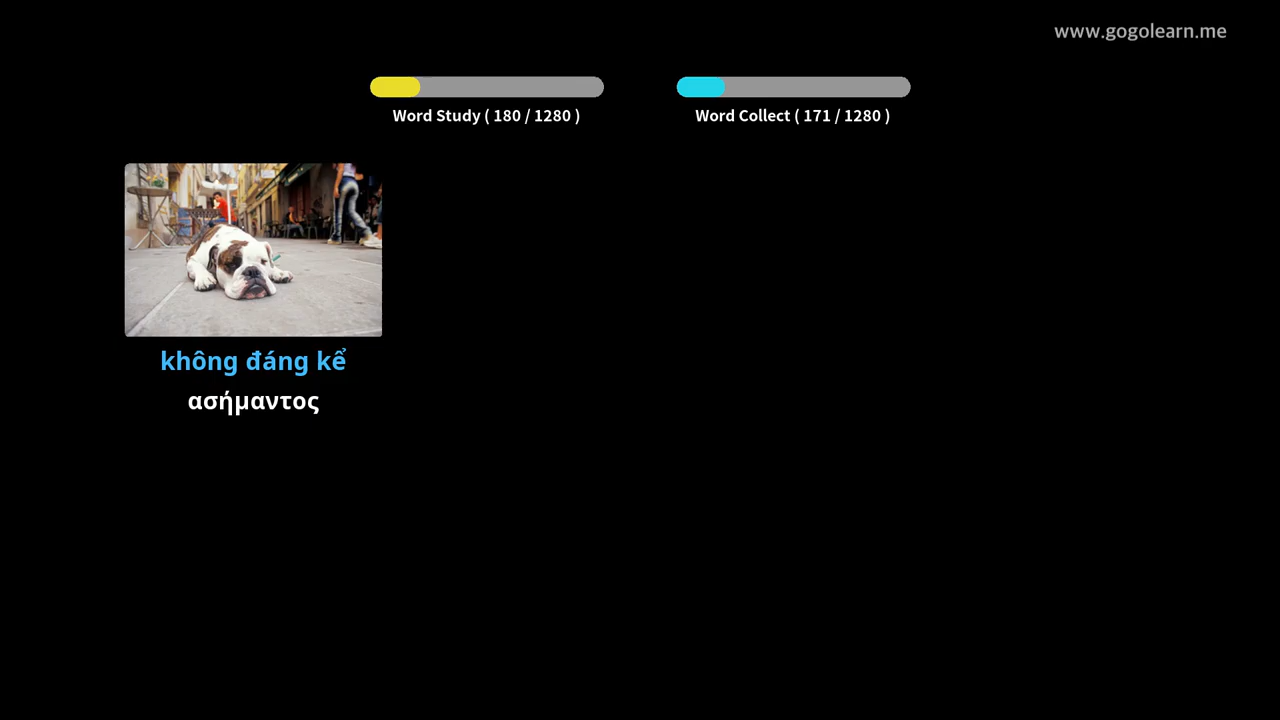 www.gogolearn.me
Word Study ( 180 / 1280 )
Word Collect ( 171 / 1280 )
không đáng kể
ασήμαντος